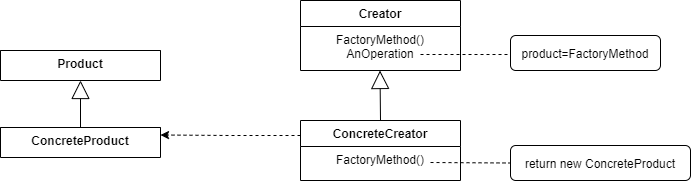 Creator
FactoryMethod()
AnOperation
product=FactoryMethod
Product
ConcreteProduct
ConcreteCreator
FactoryMethod()
return new ConcreteProduct